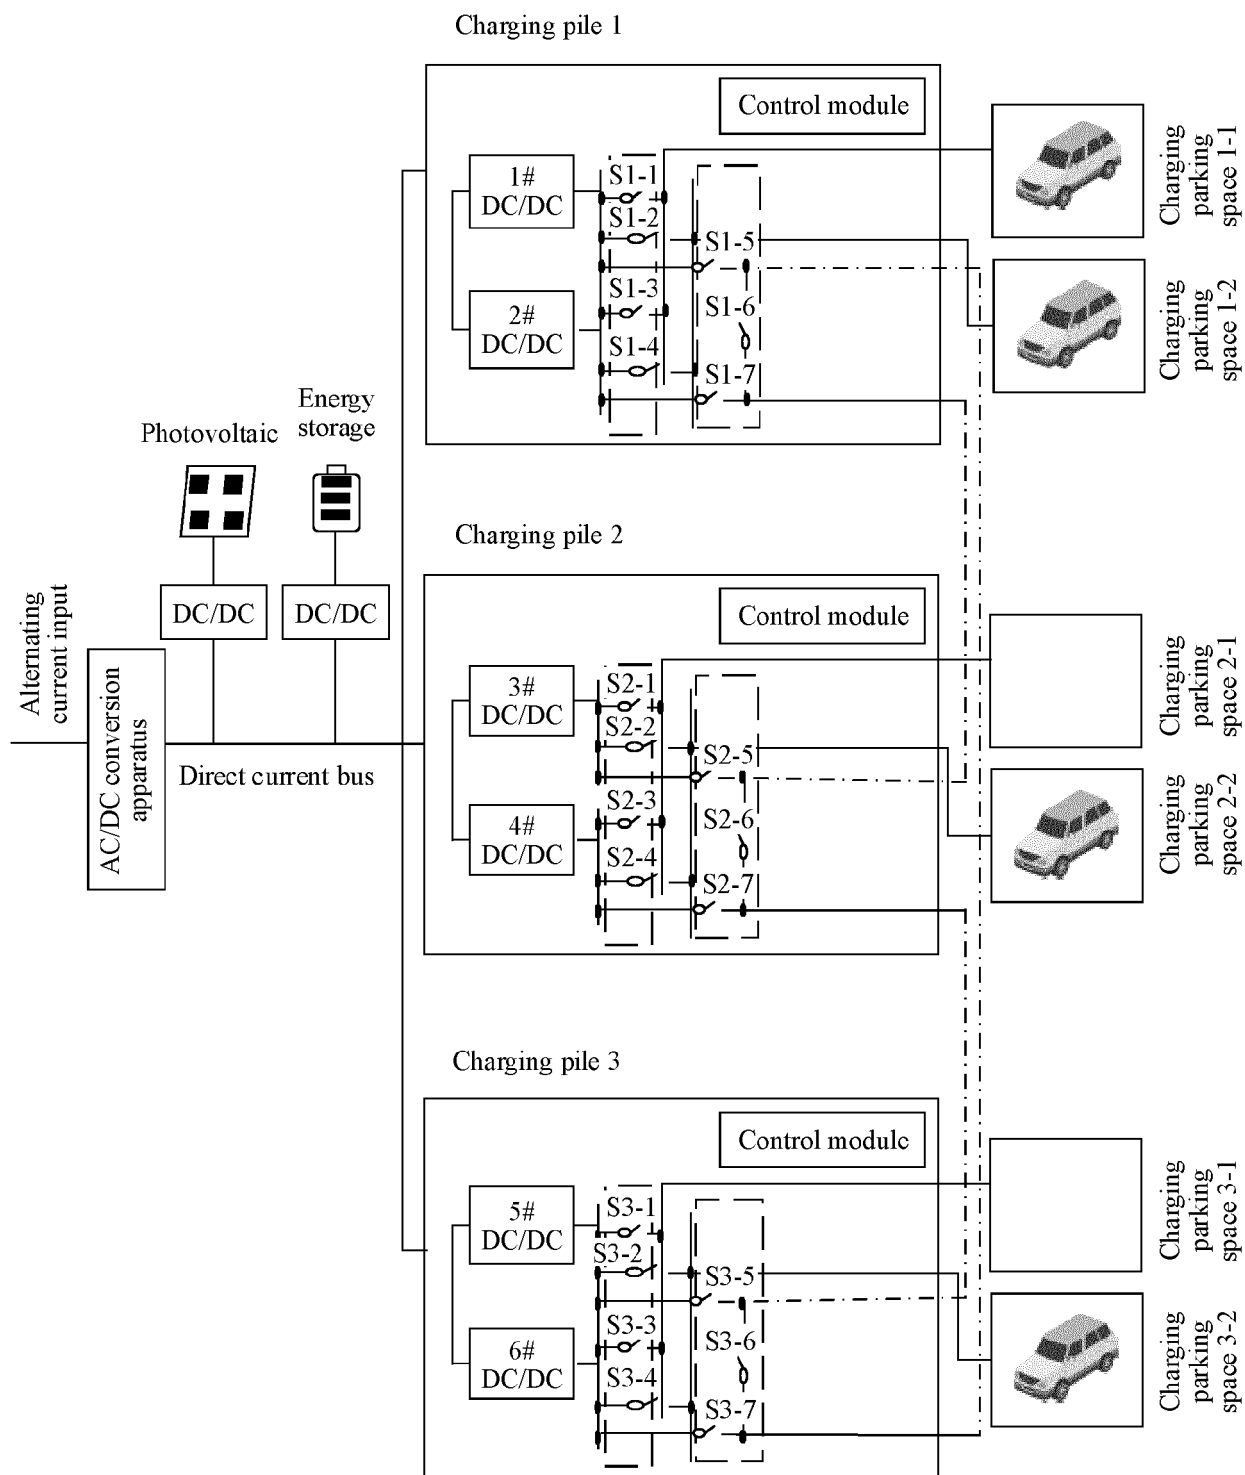 Charging pile 1
Control module
1#
DC/DC
2#
DC/DC
S1-1
S1-2
S1-3
S1-4
S1-5
S1-6
S1-7
Charging
parking
space 1-1
Charging
parking
space 1-2
Photovoltaic
Energy
storage
DC/DC
DC/DC
Alternating
current input
AC/DC conversion
apparatus
Direct current bus
Charging pile 2
Control module
3#
DC/DC
4#
DC/DC
S2-1
S2-2
S2-3
S2-4
S2-5
S2-6
S2-7
Charging
parking
space 2-1
Charging
parking
space 2-2
Charging pile 3
Control module
5#
DC/DC
6#
DC/DC
S3-1
S3-2
S3-3
S3-4
S3-5
S3-6
S3-7
Charging
parking
space 3-1
Charging
parking
space 3-2